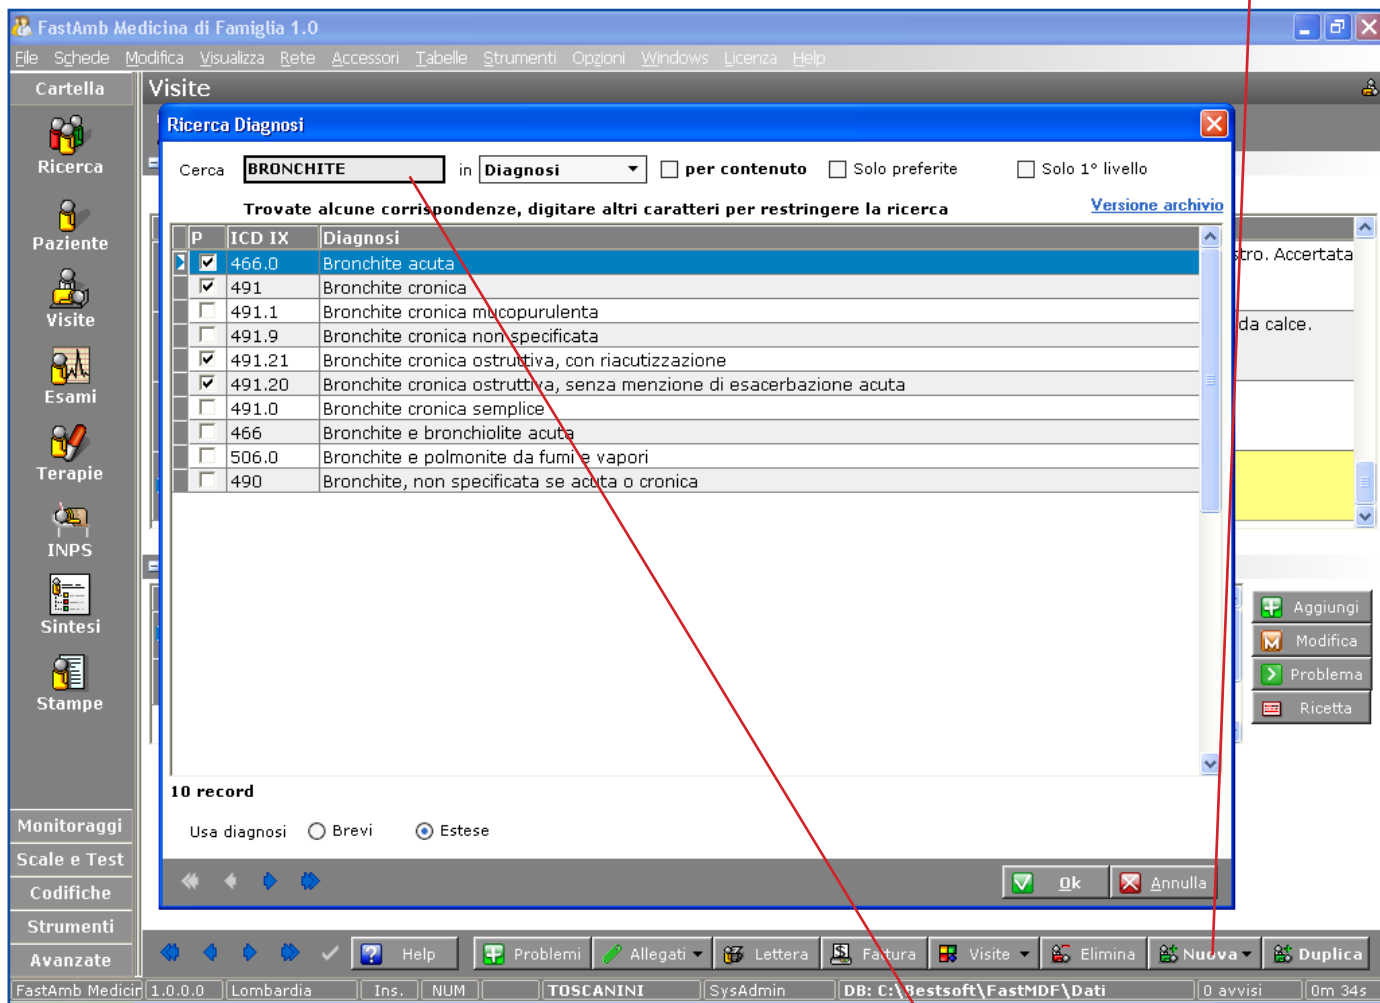 FastAmb Medicina di Famiglia 1.0
File Schede Modifica Visualizza Rete Accessori Tabelle Strumenti Opzioni Windows Licenza Help
Cartella
Visite
Ricerca
Paziente
Visite
Esami
Terapie
INPS
Sintesi
Stampe
Monitoraggi
Scale e Test
Codifiche
Strumenti
Avanzate
Ricerca Diagnosi
Cerca BRONCHITE in Diagnosi per contenuto Solo preferite Solo 1° livello
Trovate alcune corrispondenze, digitare altri caratteri per restringere la ricerca Versione archivio
P ICD IX Diagnosi
466.0 Bronchite acuta
491 Bronchite cronica
491.1 Bronchite cronica mucopurulenta
491.9 Bronchite cronica non specificata
491.21 Bronchite cronica ostruttiva, con riacutizzazione
491.20 Bronchite cronica ostruttiva, senza menzione di esacerbazione acuta
491.0 Bronchite cronica semplice
466 Bronchite e bronchiolite acuta
506.0 Bronchite e polmonite da fumi e vapori
490 Bronchite, non specificata se acuta o cronica
10 record
Usa diagnosi Brevi Estese
Ok Annulla
stro. Accertata
da calce.
Aggiungi
Modifica
Problema
Ricetta
Help Problemi Allegati Lettera Fattura Visite Elimina Nuova Duplica
FastAmb Medicin 1.0.0.0 Lombardia Ins. NUM TOSCANINI SysAdmin DB: C:\Bestsoft\FastMDF\Dati 0 avvisi 0m 34s